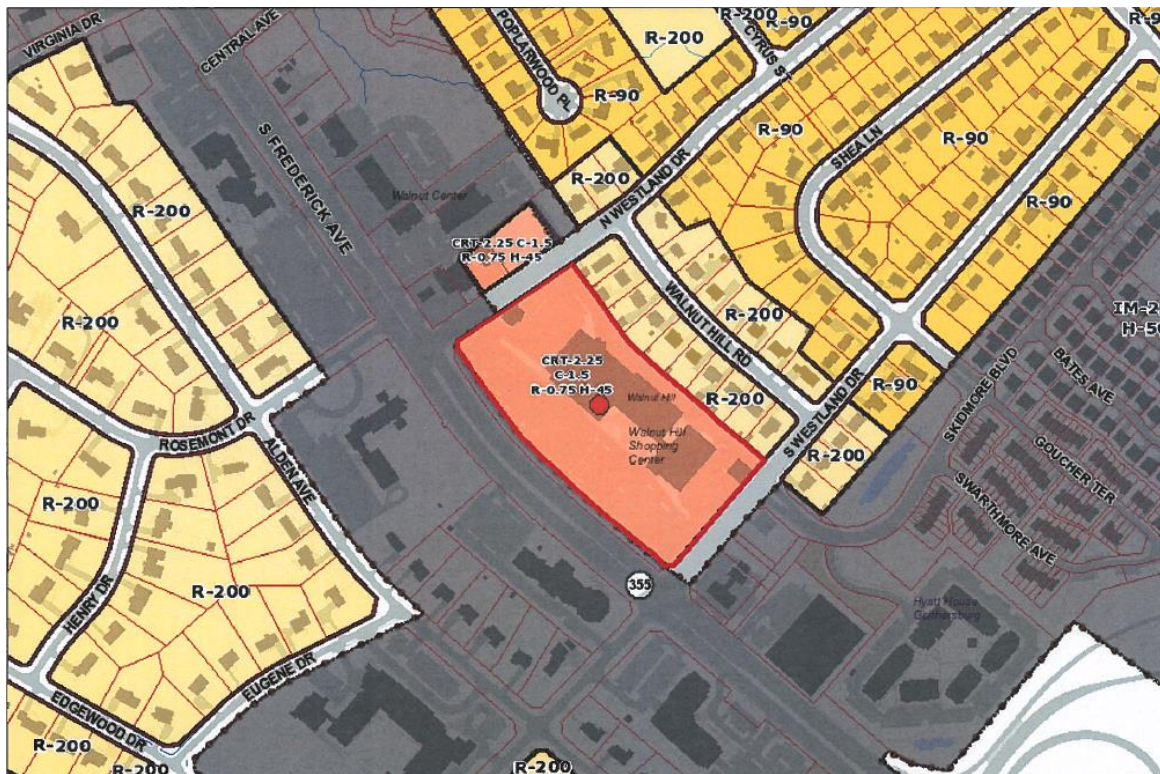 VIRGINIA DR
CENTRAL AVE
POPLARWOOD PL
R-200
R-90
CYRUS ST
R-200
R-90
R-90
SHEA LN
R-90
R-90
S FREDERICK AVE
Walnut Center
R-200
N WESTLAND DR
R-200
CRT-2.25 C-1.5
R-0.75 H-45
R-200
WALNUT HILL RD
R-200
CRT-2.25
C-1.5
R-0.75 H-45
Walnut Hill
Walnut Hill
Shopping
Center
R-200
S WESTLAND DR
R-90
R-200
SKIDMORE BLVD
BATES AVE
GOUCHER TER
SWARTHMORE AVE
ROSEMONT DR
ALDEN AVE
R-200
HENRY DR
R-200
EUGENE DR
EDGEWOOD DR
R-200
R-200
355
Hyatt House
Gaithersburg
R-200